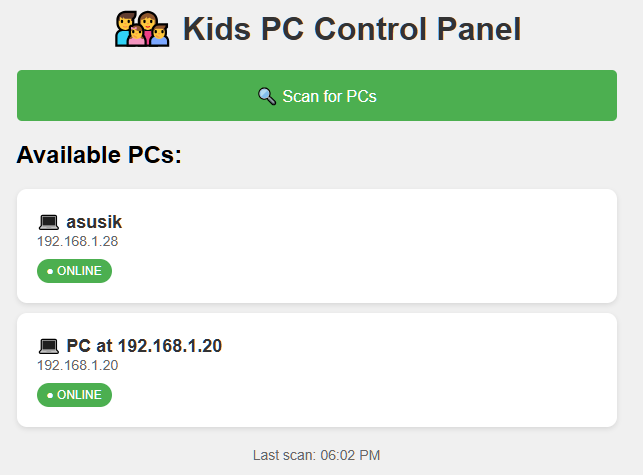 Kids PC Control Panel
Scan for PCs
Available PCs:
asusik
192.168.1.28
● ONLINE
PC at 192.168.1.20
192.168.1.20
● ONLINE
Last scan: 06:02 PM